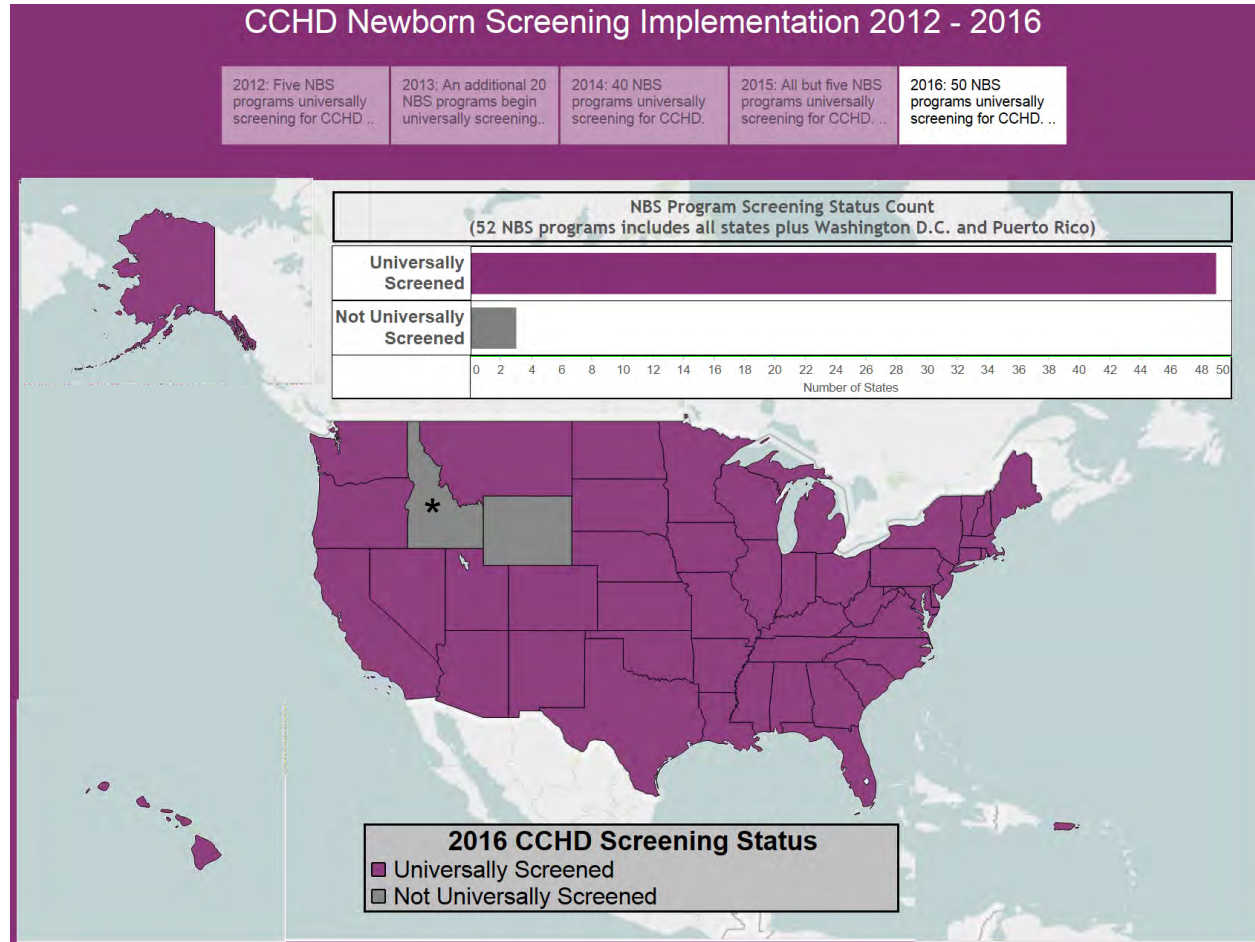 CCHD Newborn Screening Implementation 2012 - 2016
2012: Five NBS
programs universally
screening for CCHD ..
2013: An additional 20
NBS programs begin
universally screening..
2014: 40 NBS
programs universally
screening for CCHD.
2015: All but five NBS
programs universally
screening for CCHD. ..
2016: 50 NBS
programs universally
screening for CCHD. ..
NBS Program Screening Status Count
(52 NBS programs includes all states plus Washington D.C. and Puerto Rico)
Universally
Screened
Not Universally
Screened
0 2 4 6 8 10 12 14 16 18 20 22 24 26 28 30 32 34 36 38 40 42 44 46 48 50
Number of States
*
2016 CCHD Screening Status
Universally Screened
Not Universally Screened